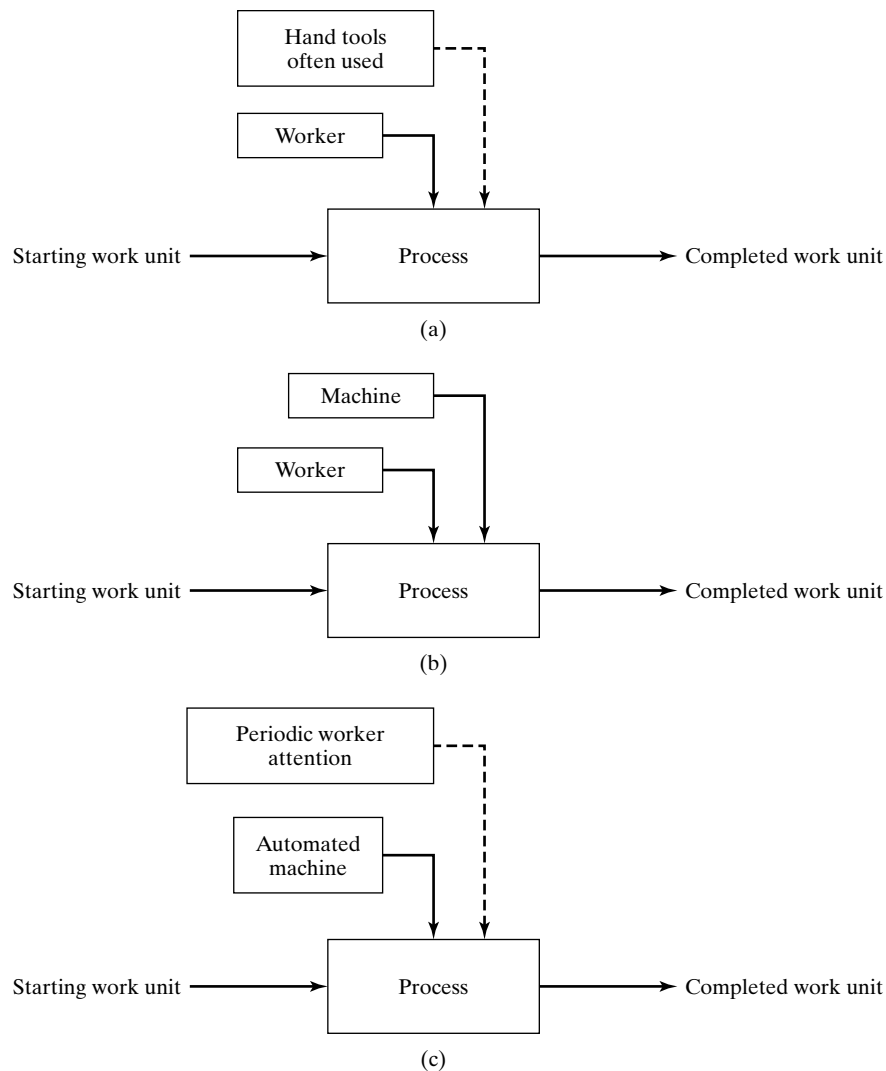 Hand tools
often used
Worker
Starting work unit
Process
Completed work unit
(a)
Machine
Worker
Starting work unit
Process
Completed work unit
(b)
Periodic worker
attention
Automated
machine
Starting work unit
Process
Completed work unit
(c)